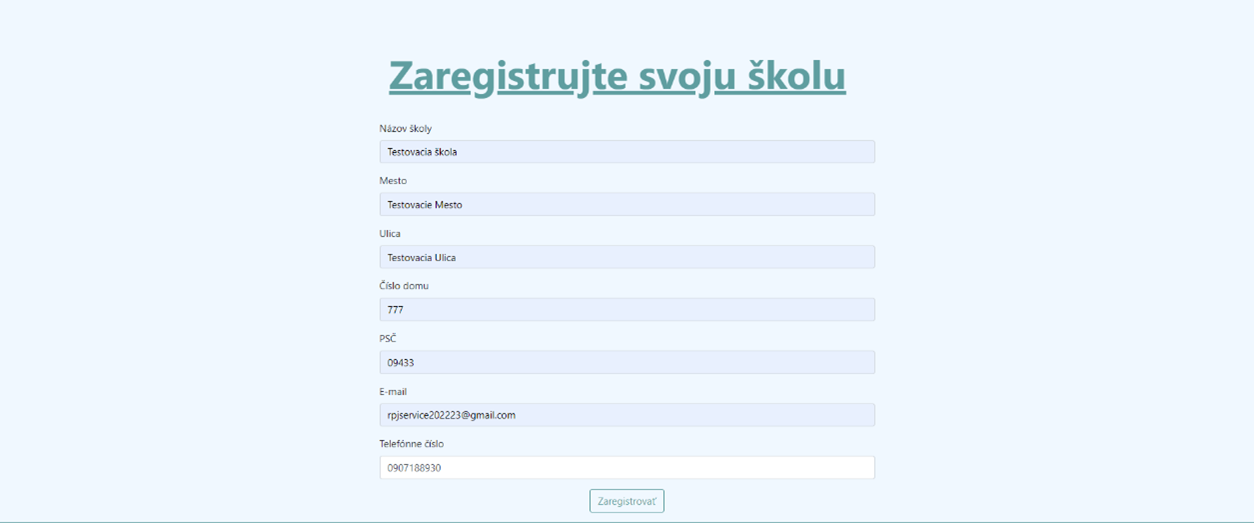 Zaregistrujte svoju školu
Názov školy
Testovacia škola
Mesto
Testovacie Mesto
Ulica
Testovacia Ulica
Číslo domu
777
PSČ
09433
E-mail
rpjservice202223@gmail.com
Telefónne číslo
0907188930
Zaregistrovať